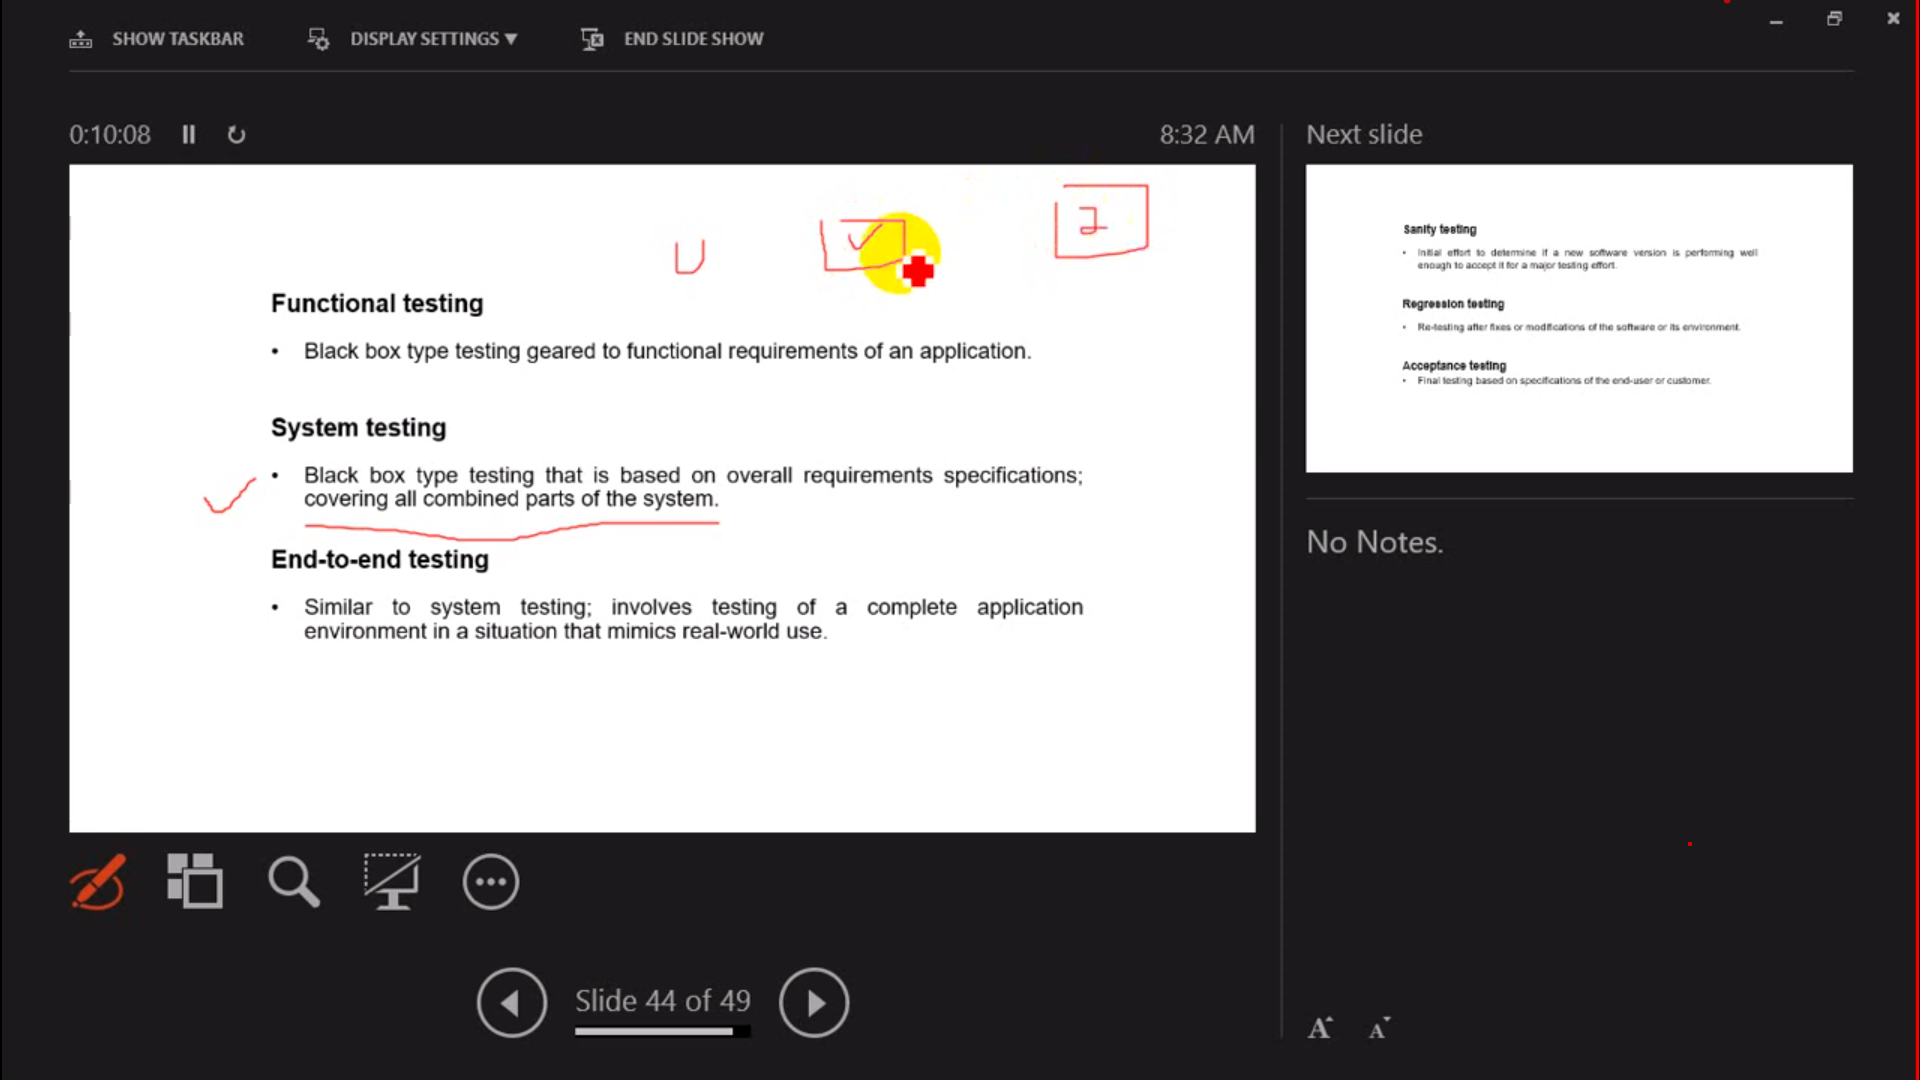 SHOW TASKBAR DISPLAY SETTINGS ▼ END SLIDE SHOW
0:10:08 8:32 AM
U
2
Functional testing
• Black box type testing geared to functional requirements of an application.
System testing
• Black box type testing that is based on overall requirements specifications;
covering all combined parts of the system.
End-to-end testing
• Similar to system testing; involves testing of a complete application
environment in a situation that mimics real-world use.
Slide 44 of 49
Next slide
Sanity testing
• Initial effort to determine if a new software version is performing well
enough to accept it for a major testing effort.
Regression testing
• Re-testing after fixes or modifications of the software or its environment.
Acceptance testing
• Final testing based on specifications of the end-user or customer.
No Notes.
A A